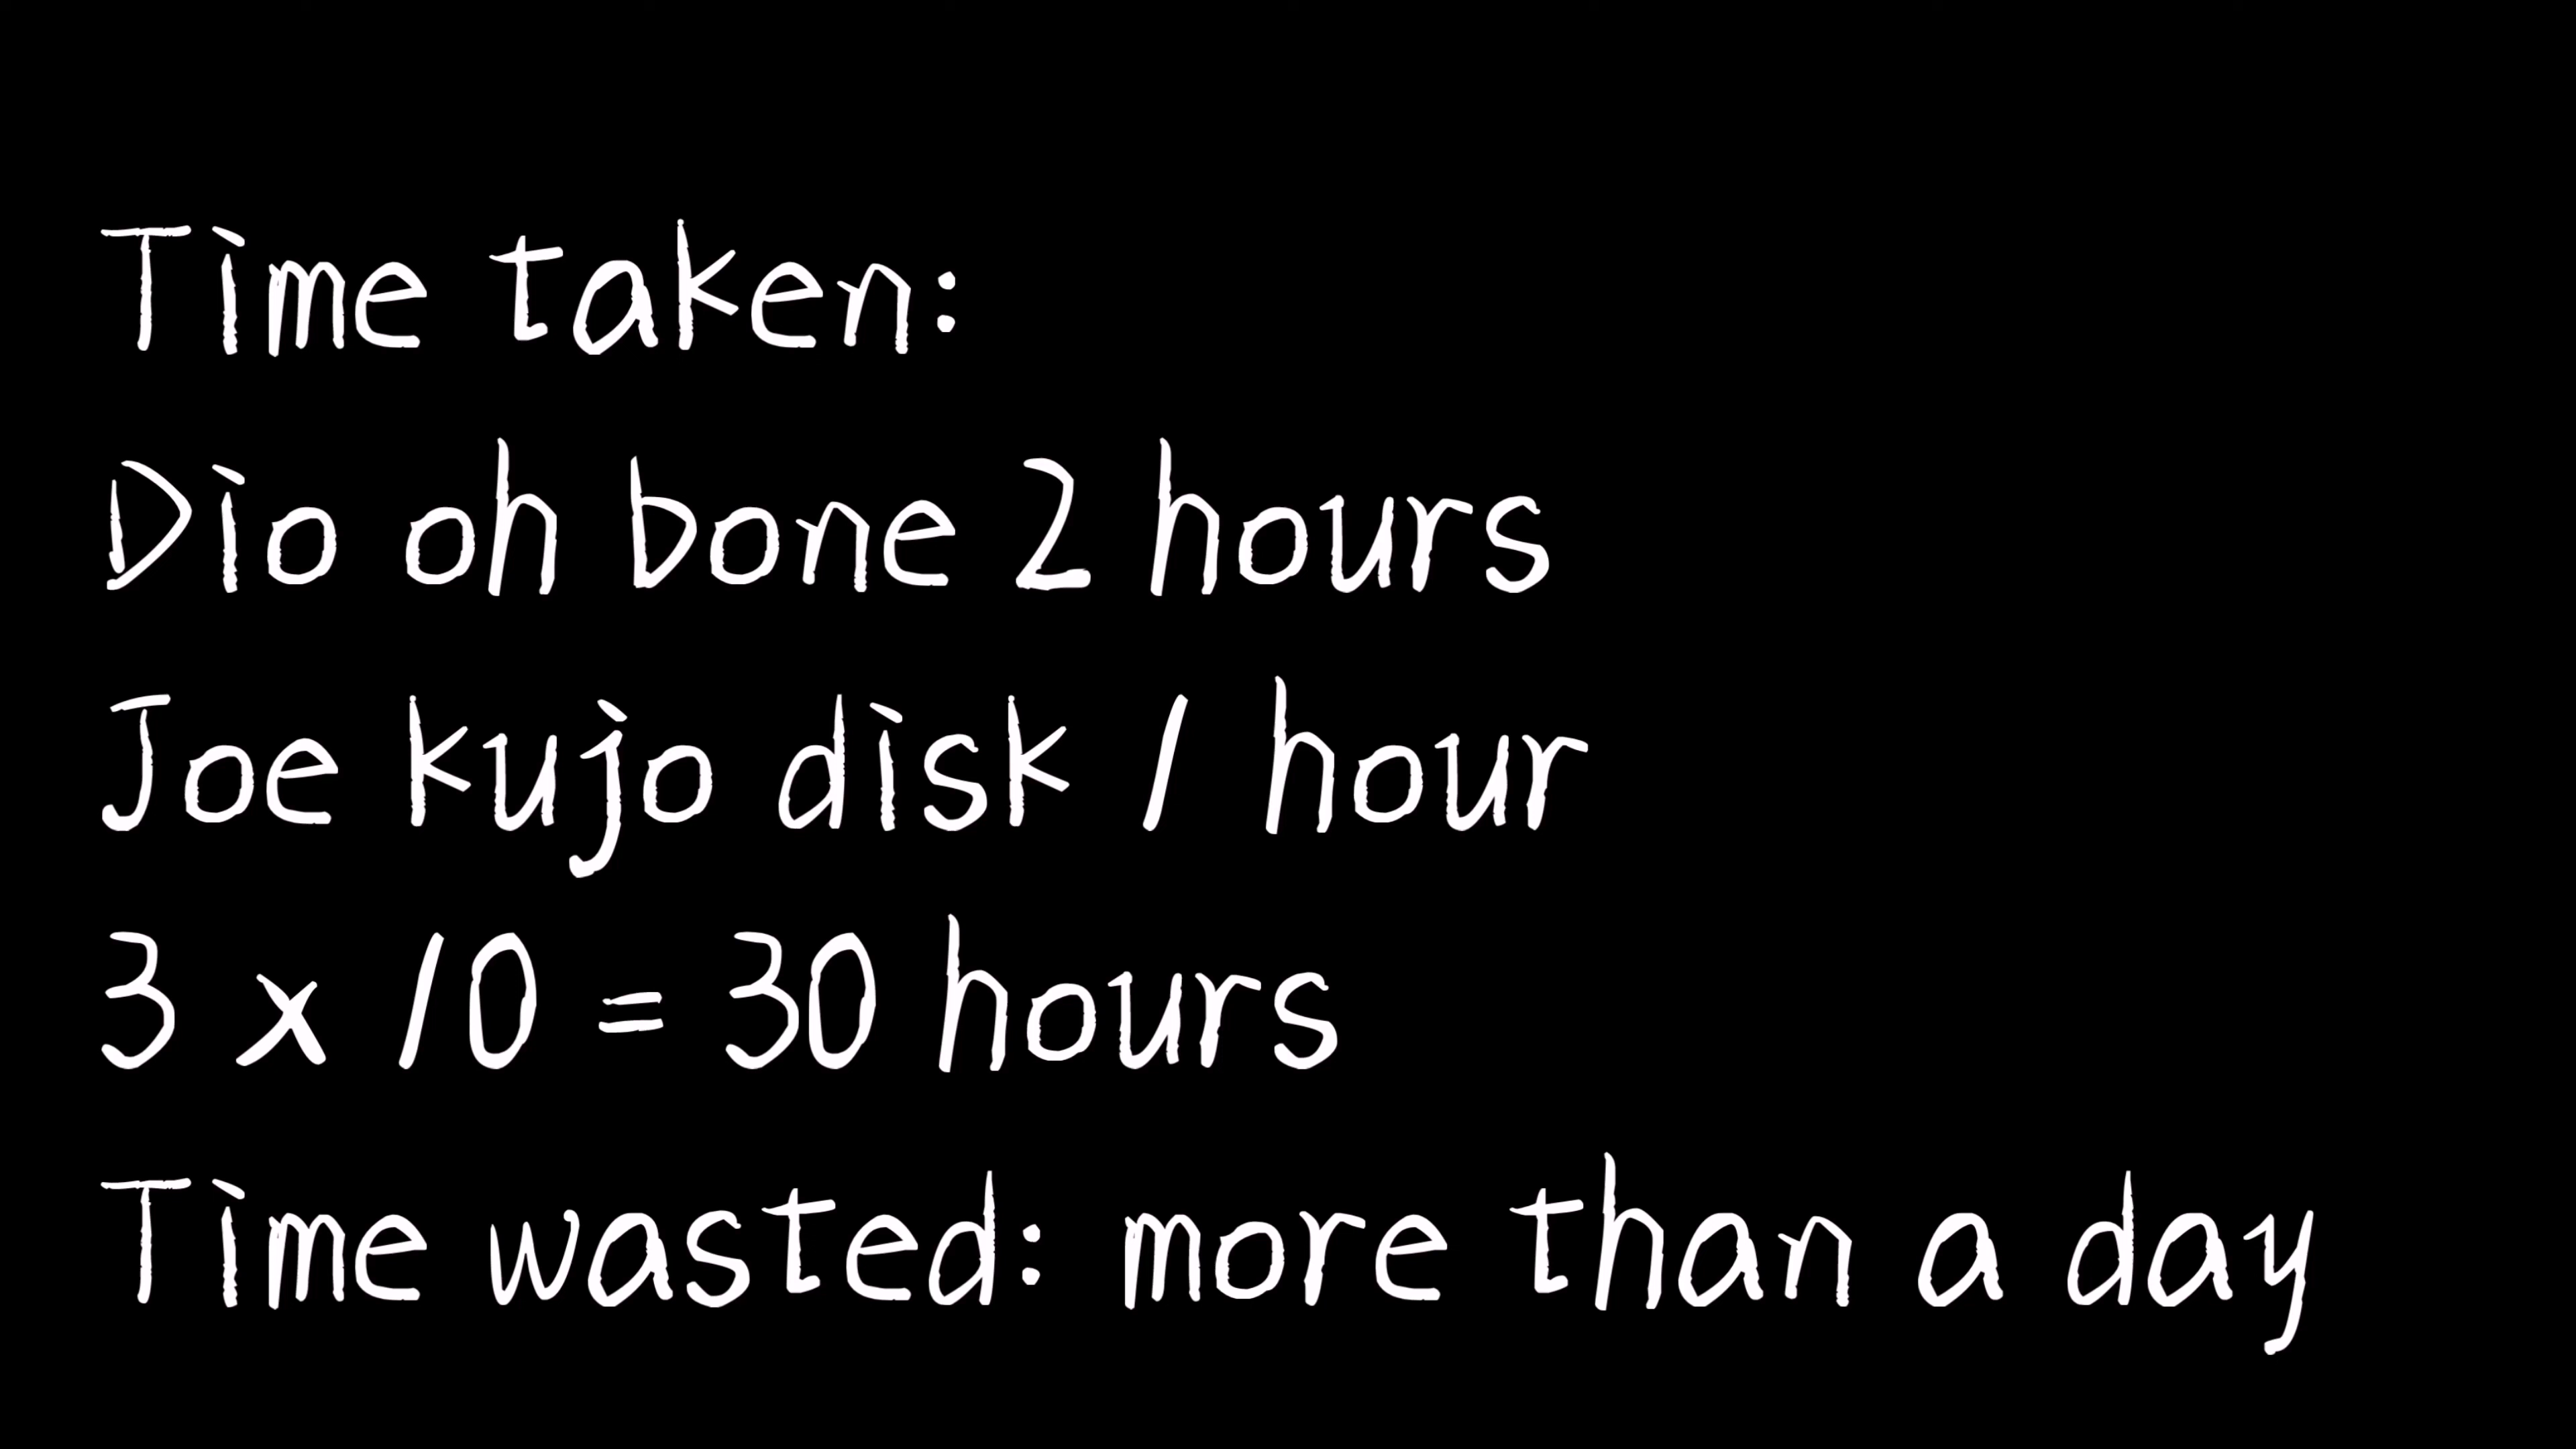 Time taken:
Dio oh bone 2 hours
Joe kujo disk 1 hour
3 x 10 = 30 hours
Time wasted: more than a day